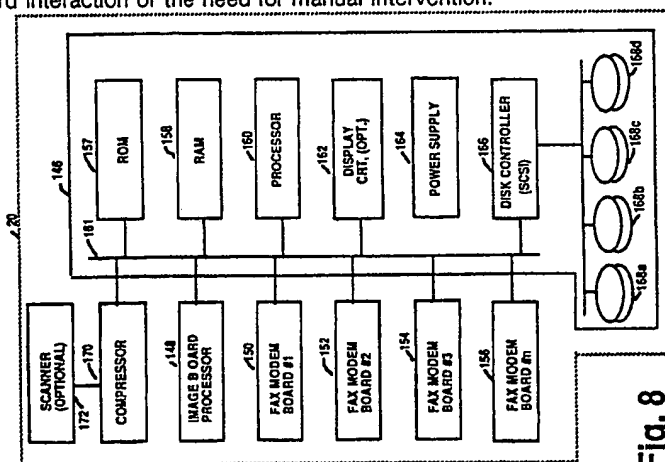 rd interaction or the need for manual intervention.
20
146
157
ROM
158
RAM
160
PROCESSOR
162
DISPLAY
CRT, (OPT.)
164
POWER SUPPLY
166
DISK CONTROLLER
(SCSI)
168d
168c
168b
168a
161
SCANNER
(OPTIONAL)
172
170
COMPRESSOR
148
IMAGE B OARD
PROCESSOR
150
FAX MODEM
BOARD #1
152
FAX MODEM
BOARD #2
154
FAX MODEM
BOARD #3
156
FAX MODEM
BOARD #n
Fig. 8